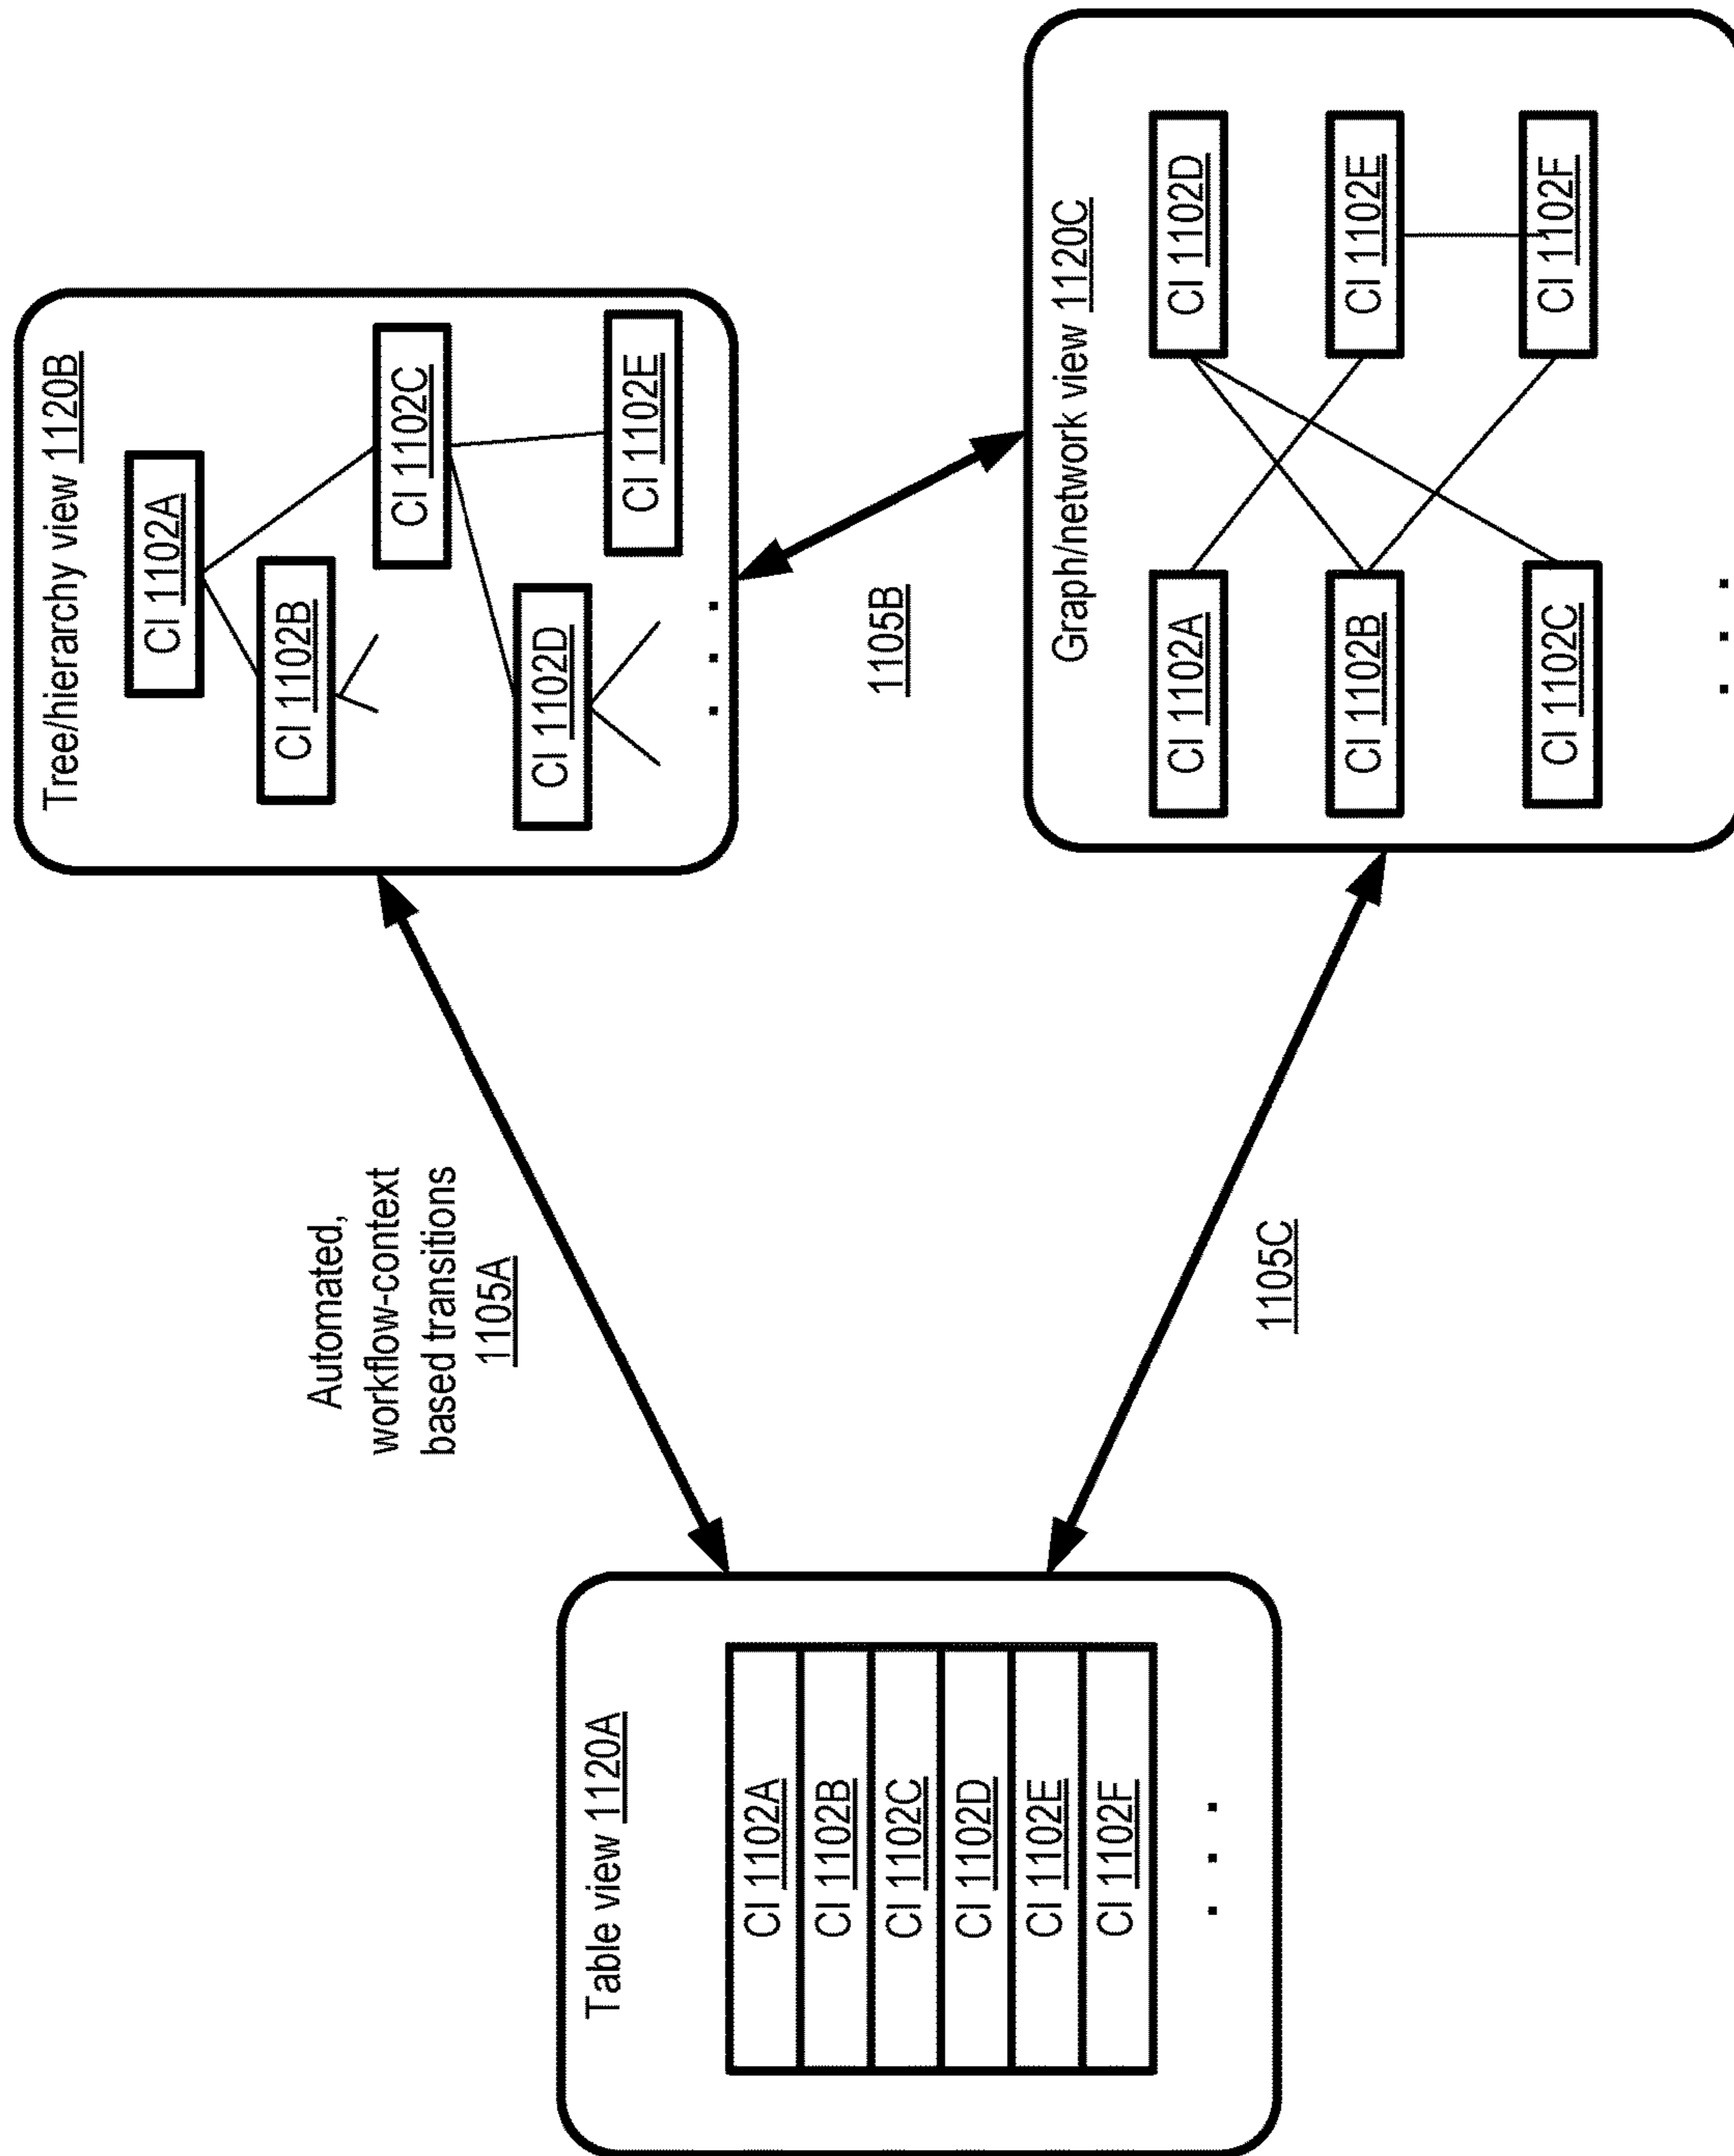 Table view 1120A
CI 1102A
CI 1102B
CI 1102C
CI 1102D
CI 1102E
CI 1102F
. . .
Automated,
workflow-context
based transitions
1105A
Tree/hierarchy view 1120B
CI 1102A
CI 1102B
CI 1102C
CI 1102D
CI 1102E
. . .
1105B
1105C
Graph/network view 1120C
CI 1102A
CI 1102D
CI 1102B
CI 1102E
CI 1102C
CI 1102F
. . .